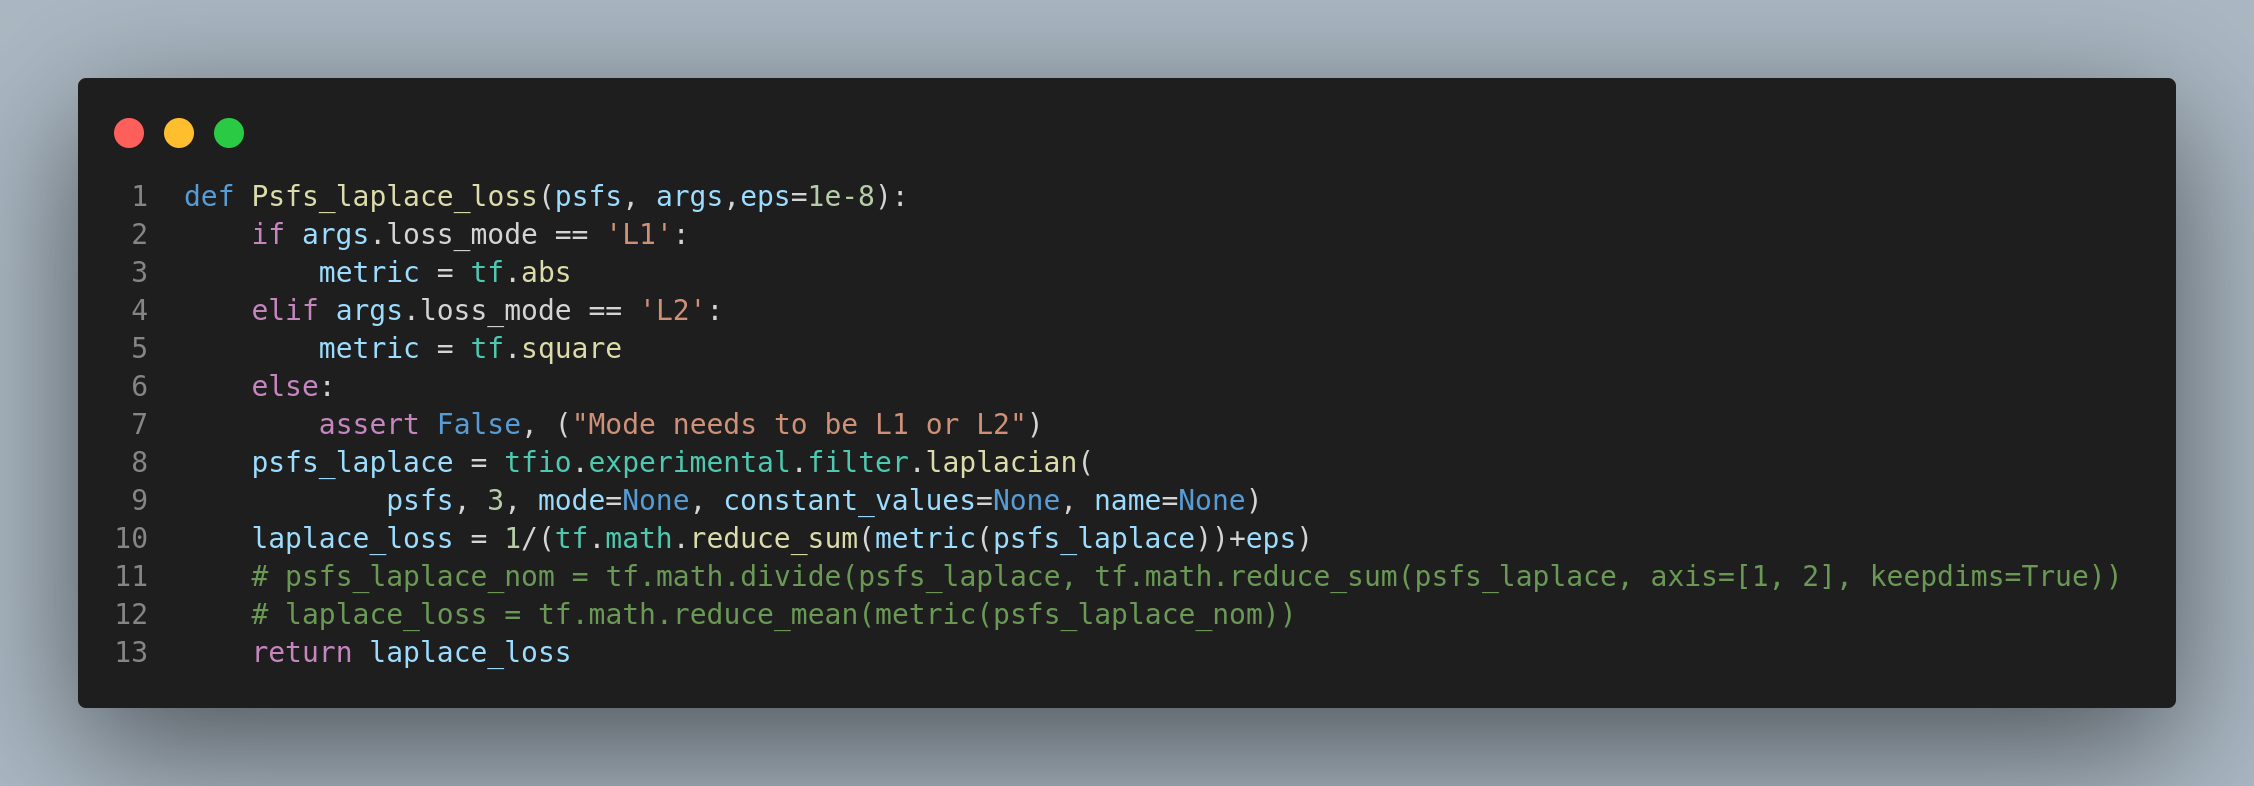 1 def Psfs_laplace_loss(psfs, args,eps=1e-8):
2     if args.loss_mode == 'L1':
3         metric = tf.abs
4     elif args.loss_mode == 'L2':
5         metric = tf.square
6     else:
7         assert False, ("Mode needs to be L1 or L2")
8     psfs_laplace = tfio.experimental.filter.laplacian(
9             psfs, 3, mode=None, constant_values=None, name=None)
10     laplace_loss = 1/(tf.math.reduce_sum(metric(psfs_laplace))+eps)
11     # psfs_laplace_nom = tf.math.divide(psfs_laplace, tf.math.reduce_sum(psfs_laplace, axis=[1, 2], keepdims=True))
12     # laplace_loss = tf.math.reduce_mean(metric(psfs_laplace_nom))
13     return laplace_loss